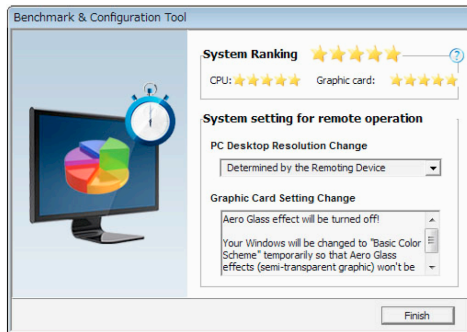 Benchmark & Configuration Tool
System Ranking
?
CPU:
Graphic card:
System setting for remote operation
PC Desktop Resolution Change
Determined by the Remoting Device
Graphic Card Setting Change
Aero Glass effect will be turned off!
Your Windows will be changed to "Basic Color
Scheme" temporarily so that Aero Glass
effects (semi-transparent graphic) won't be
Finish